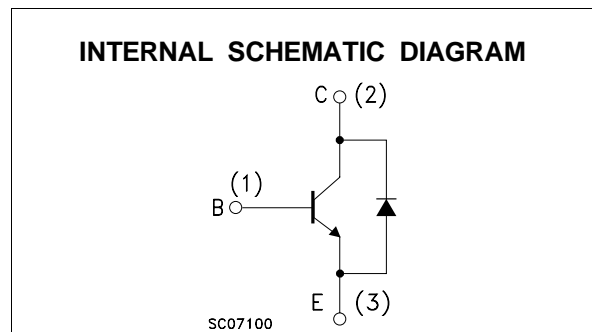 INTERNAL SCHEMATIC DIAGRAM
C (2)
(1)
B
E (3)
SC07100